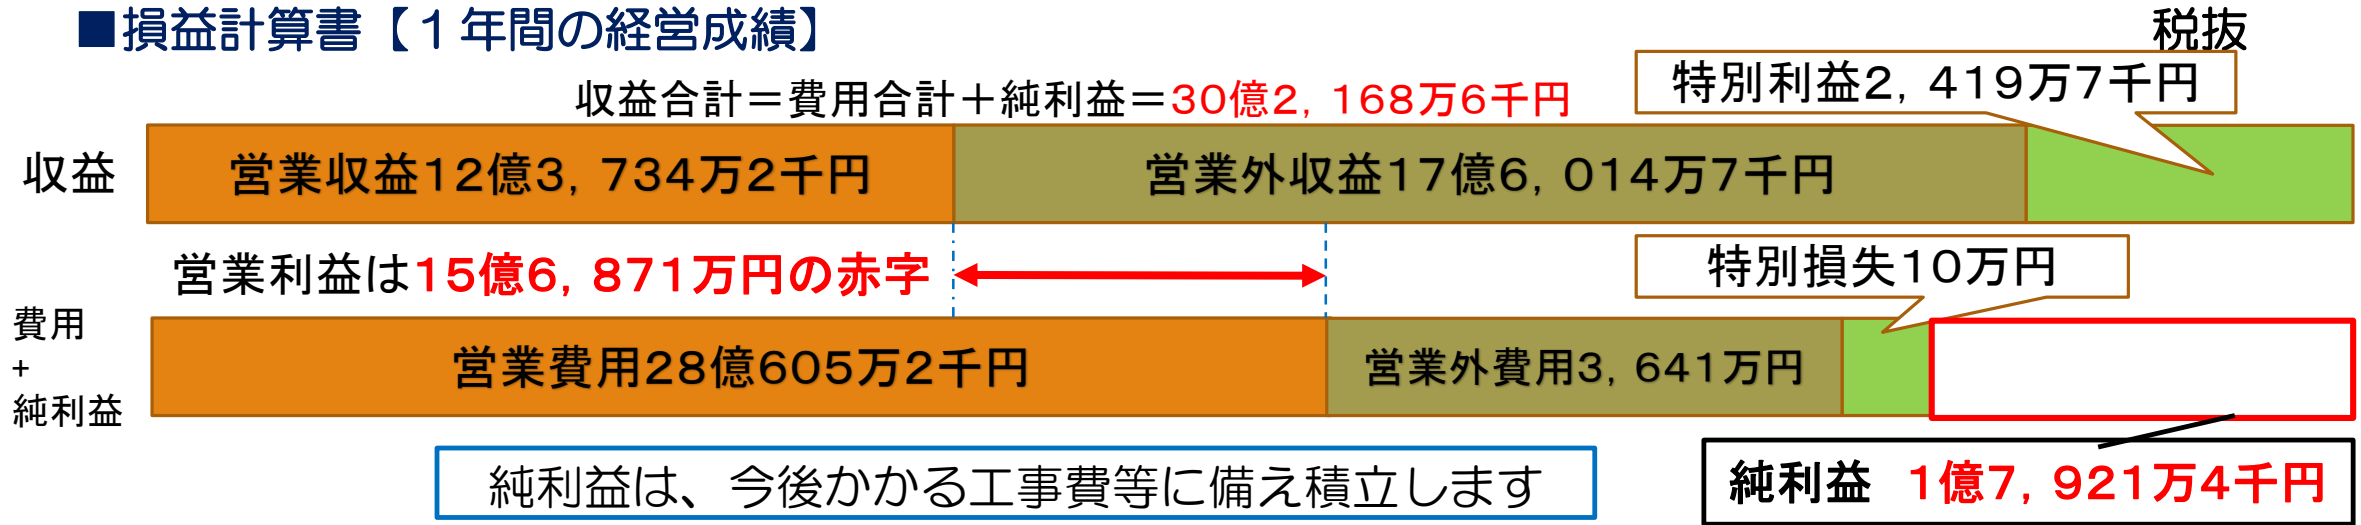 ■損益計算書【1年間の経営成績】
税抜
収益合計＝費用合計＋純利益＝30億2,168万6千円
特別利益2,419万7千円
収益
営業収益12億3,734万2千円
営業外収益17億6,014万7千円
営業利益は15億6,871万円の赤字
特別損失10万円
費用
+
純利益
営業費用28億605万2千円
営業外費用3,641万円
純利益は、今後かかる工事費等に備え積立します
純利益 1億7,921万4千円